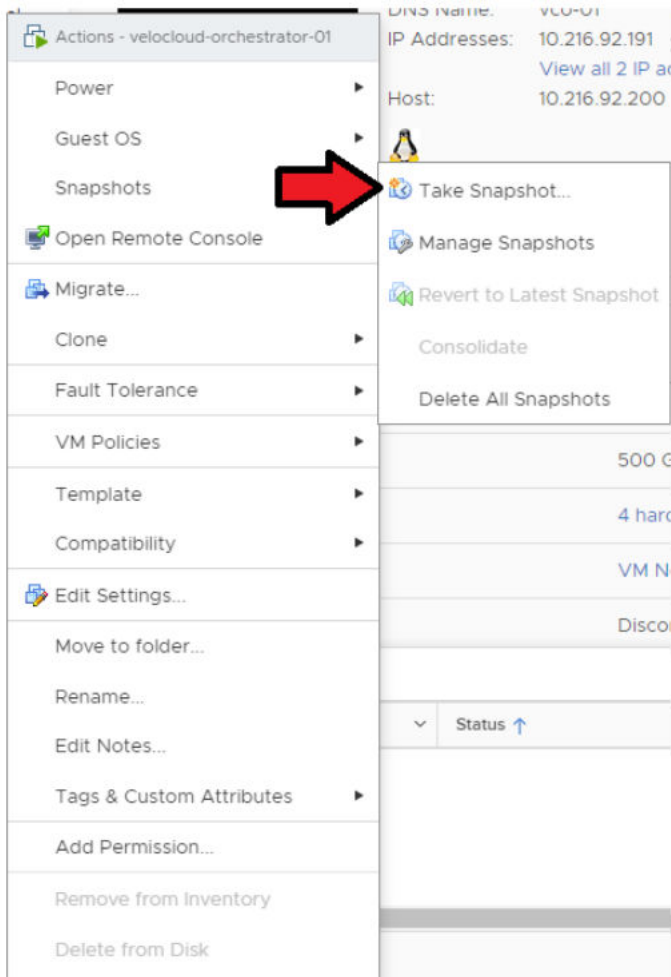 Actions - velocloud-orchestrator-01
Power
Guest OS
Snapshots
Open Remote Console
Migrate...
Clone
Fault Tolerance
VM Policies
Template
Compatibility
Edit Settings...
Move to folder...
Rename...
Edit Notes...
Tags & Custom Attributes
Add Permission...
Remove from Inventory
Delete from Disk
DNS Name: vco-01
IP Addresses: 10.216.92.191
View all 2 IP a
Host: 10.216.92.200
Take Snapshot...
Manage Snapshots
Revert to Latest Snapshot
Consolidate
Delete All Snapshots
500 G
4 hard
VM N
Disco
Status